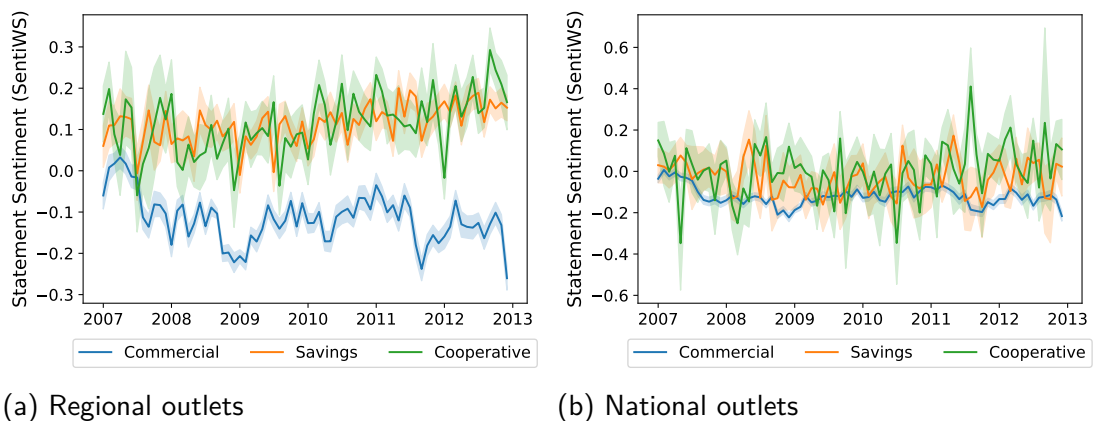 Statement Sentiment (SentiWS)
0.3
0.2
0.1
0.0
−0.1
−0.2
−0.3
2007 2008 2009 2010 2011 2012 2013
Commercial Savings Cooperative
(a) Regional outlets
Statement Sentiment (SentiWS)
0.6
0.4
0.2
0.0
−0.2
−0.4
−0.6
2007 2008 2009 2010 2011 2012 2013
Commercial Savings Cooperative
(b) National outlets